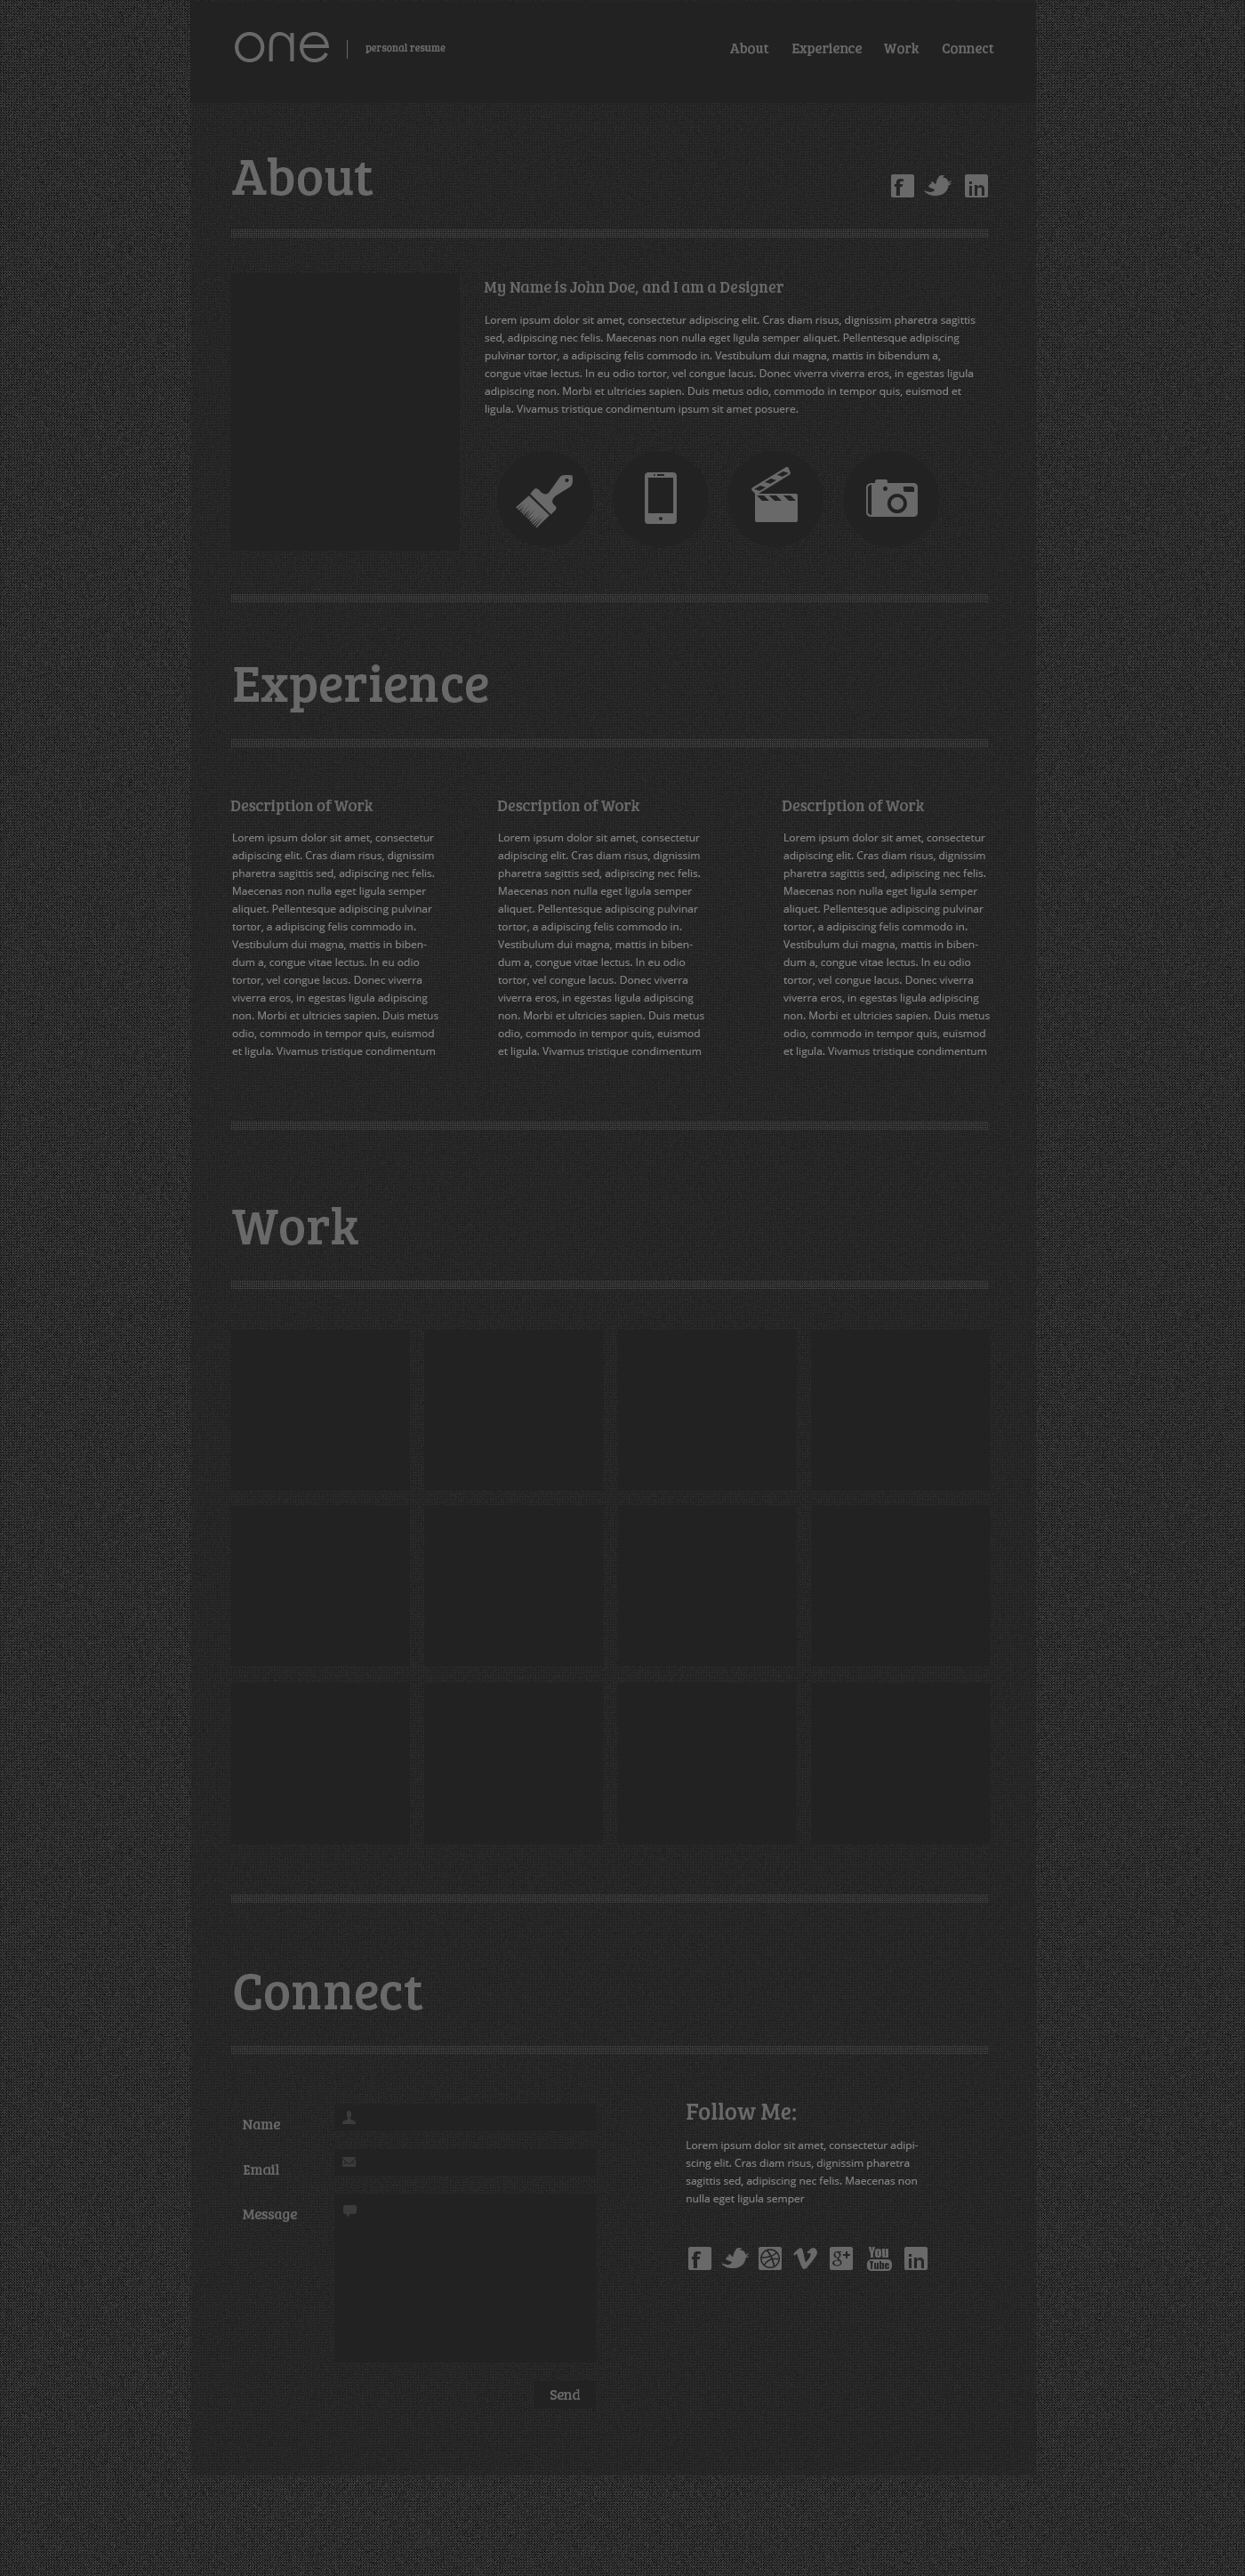 one
personal resume
About Experience Work Connect
About
My Name is John Doe, and I am a Designer
Lorem ipsum dolor sit amet, consectetur adipiscing elit. Cras diam risus, dignissim pharetra sagittis
sed, adipiscing nec felis. Maecenas non nulla eget ligula semper aliquet. Pellentesque adipiscing
pulvinar tortor, a adipiscing felis commodo in. Vestibulum dui magna, mattis in bibendum a,
congue vitae lectus. In eu odio tortor, vel congue lacus. Donec viverra viverra eros, in egestas ligula
adipiscing non. Morbi et ultricies sapien. Duis metus odio, commodo in tempor quis, euismod et
ligula. Vivamus tristique condimentum ipsum sit amet posuere.
Experience
Description of Work
Lorem ipsum dolor sit amet, consectetur
adipiscing elit. Cras diam risus, dignissim
pharetra sagittis sed, adipiscing nec felis.
Maecenas non nulla eget ligula semper
aliquet. Pellentesque adipiscing pulvinar
tortor, a adipiscing felis commodo in.
Vestibulum dui magna, mattis in biben-
dum a, congue vitae lectus. In eu odio
tortor, vel congue lacus. Donec viverra
viverra eros, in egestas ligula adipiscing
non. Morbi et ultricies sapien. Duis metus
odio, commodo in tempor quis, euismod
et ligula. Vivamus tristique condimentum
Description of Work
Lorem ipsum dolor sit amet, consectetur
adipiscing elit. Cras diam risus, dignissim
pharetra sagittis sed, adipiscing nec felis.
Maecenas non nulla eget ligula semper
aliquet. Pellentesque adipiscing pulvinar
tortor, a adipiscing felis commodo in.
Vestibulum dui magna, mattis in biben-
dum a, congue vitae lectus. In eu odio
tortor, vel congue lacus. Donec viverra
viverra eros, in egestas ligula adipiscing
non. Morbi et ultricies sapien. Duis metus
odio, commodo in tempor quis, euismod
et ligula. Vivamus tristique condimentum
Description of Work
Lorem ipsum dolor sit amet, consectetur
adipiscing elit. Cras diam risus, dignissim
pharetra sagittis sed, adipiscing nec felis.
Maecenas non nulla eget ligula semper
aliquet. Pellentesque adipiscing pulvinar
tortor, a adipiscing felis commodo in.
Vestibulum dui magna, mattis in biben-
dum a, congue vitae lectus. In eu odio
tortor, vel congue lacus. Donec viverra
viverra eros, in egestas ligula adipiscing
non. Morbi et ultricies sapien. Duis metus
odio, commodo in tempor quis, euismod
et ligula. Vivamus tristique condimentum
Work
Connect
Name
Email
Message
Send
Follow Me:
Lorem ipsum dolor sit amet, consectetur adipi-
scing elit. Cras diam risus, dignissim pharetra
sagittis sed, adipiscing nec felis. Maecenas non
nulla eget ligula semper
You
Tube